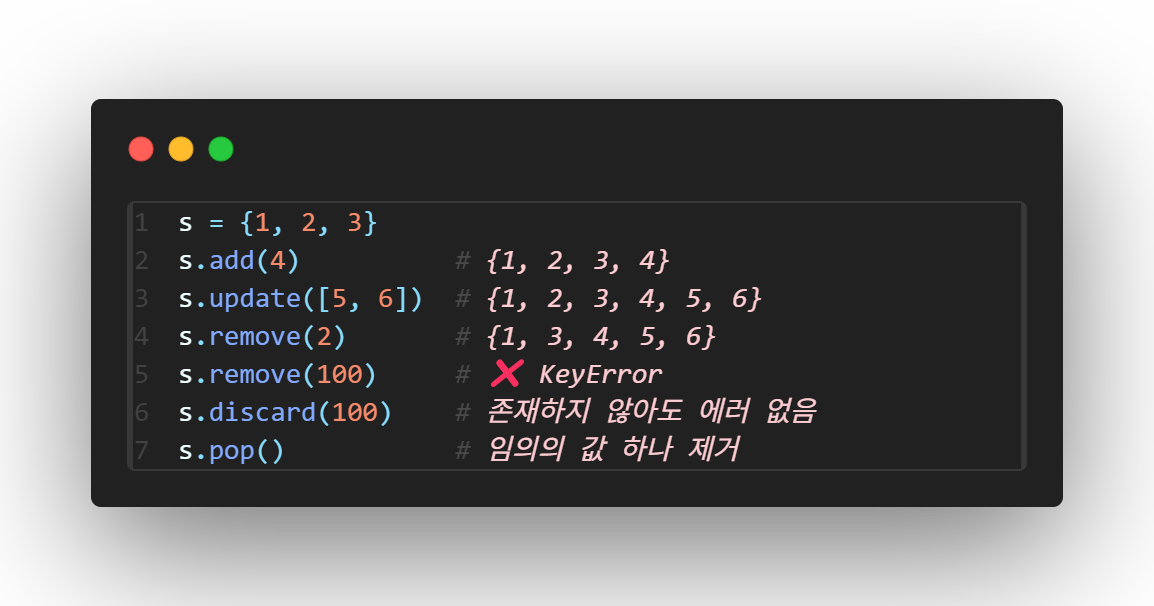 1 s = {1, 2, 3}
2 s.add(4) # {1, 2, 3, 4}
3 s.update([5, 6]) # {1, 2, 3, 4, 5, 6}
4 s.remove(2) # {1, 3, 4, 5, 6}
5 s.remove(100) # ❌ KeyError
6 s.discard(100) # 존재하지 않아도 에러 없음
7 s.pop() # 임의의 값 하나 제거